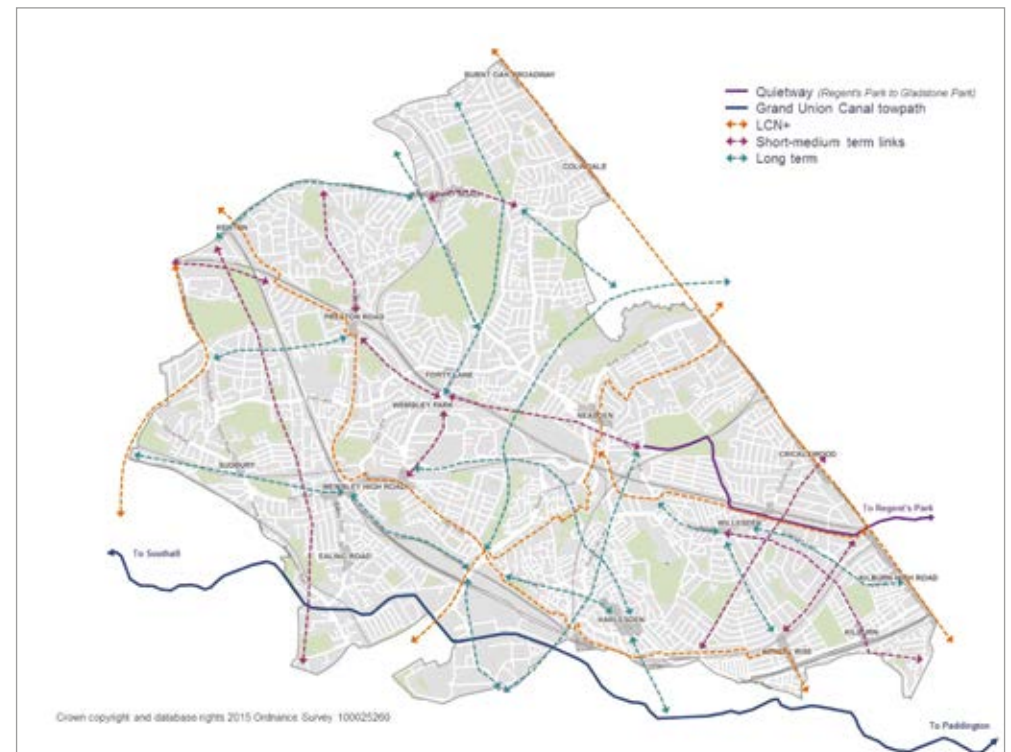 BURNT OAK BROADWAY
Quietway (Regent's Park to Gladstone Park)
Grand Union Canal towpath
LCN+
Short-medium term links
Long term
COLINDALE
KENTON
PRESTON ROAD
FORTY LANE
WEMBLEY PARK
NEASDEN
CRICKLEWOOD
SUDBURY
WEMBLEY HIGH ROAD
To Regent's Park
WILLESDEN
To Southall
EALING ROAD
KILBURN HIGH ROAD
HARLESDEN
KILBURN
KENSAL RISE
Crown copyright and database rights 2015 Ordnance Survey 100025260
To Paddington